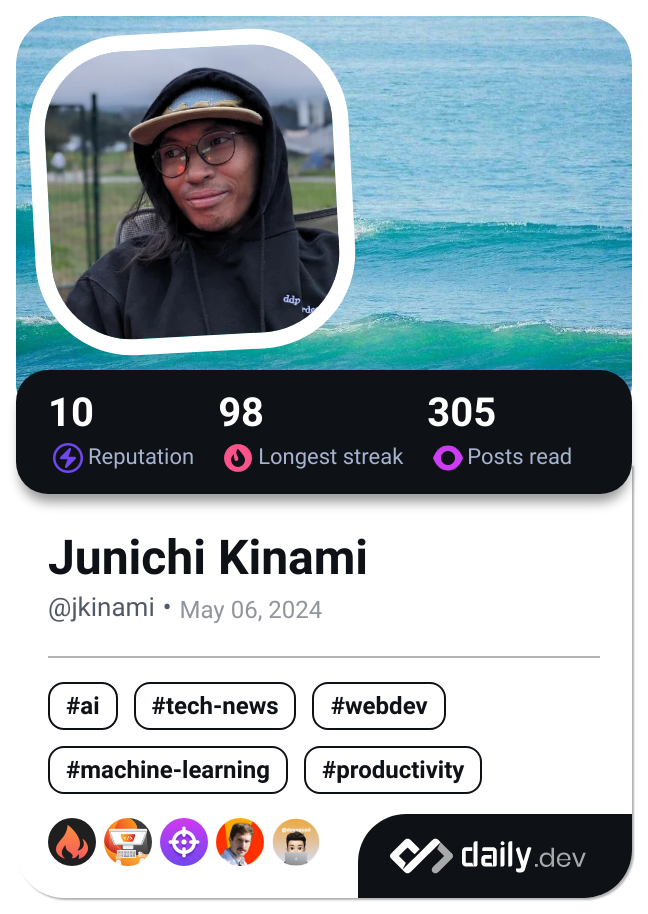 ddp
10 98 305
Reputation Longest streak Posts read
Junichi Kinami
@jkinami • May 06, 2024
#ai #tech-news #webdev
#machine-learning #productivity
daily.dev